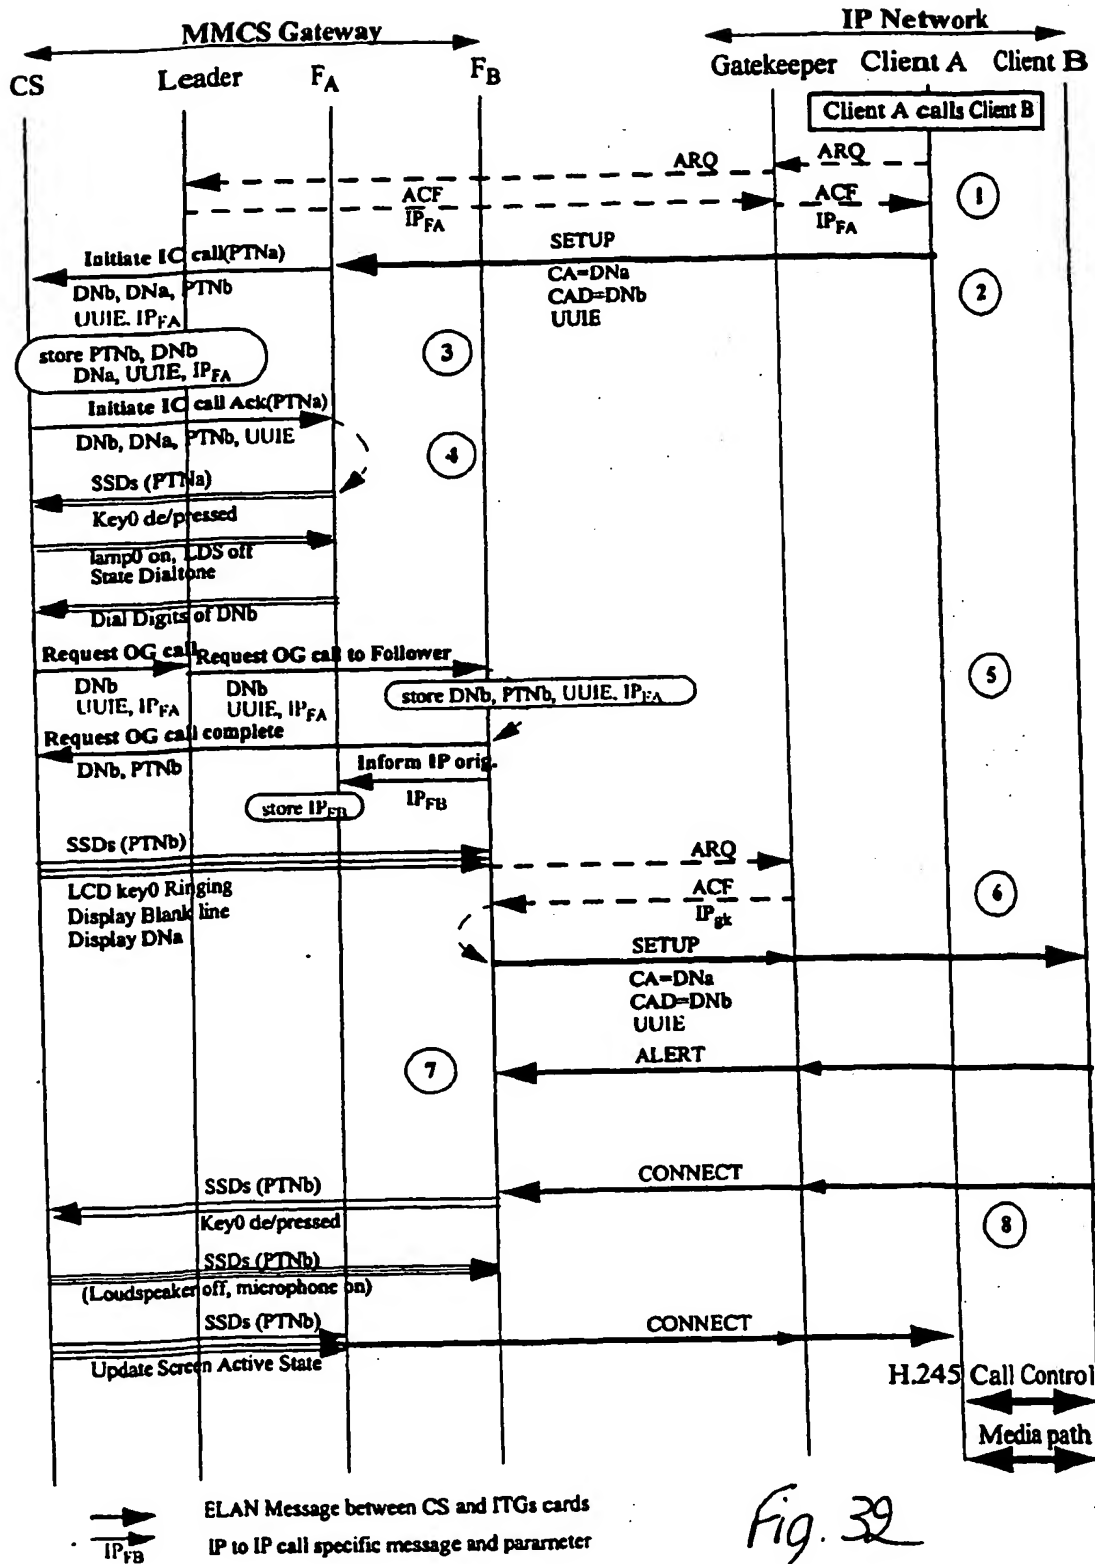 MMCS Gateway
IP Network
CS Leader FA FB Gatekeeper Client A Client B
Client A calls Client B
ARQ ARQ
ACF ACF
IPFA IPFA
1
SETUP
Initiate IC call(PTNa)
CA=DNa
DNb, DNa, PTNb
CAD=DNb
2
UUIE. IPFA
UUIE
store PTNb, DNb
DNa, UUIE, IPFA
3
Initiate IC call Ack(PTNa)
DNb, DNa, PTNb, UUIE
4
SSDs (PTNa)
Key0 de/pressed
lamp0 on, LDS off
State Dialtone
Dial Digits of DNb
Request OG call Request OG call to Follower
5
DNb DNb
UUIE, IPFA UUIE, IPFA
store DNb, PTNb, UUIE. IPFA
Request OG call complete
DNb, PTNb
Inform IP orig.
IPFB
store IPFB
SSDs (PTNb)
ARQ
LCD key0 Ringing
ACF
6
Display Blank line
IPgk
Display DNa
SETUP
CA=DNa
CAD=DNb
UUIE
7
ALERT
CONNECT
SSDs (PTNb)
Key0 de/pressed
8
SSDs (PTNb)
(Loudspeaker off, microphone on)
SSDs (PTNb)
CONNECT
Update Screen Active State
H.245 Call Control
Media path
ELAN Message between CS and ITGs cards
IPFB IP to IP call specific message and parameter
Fig. 39